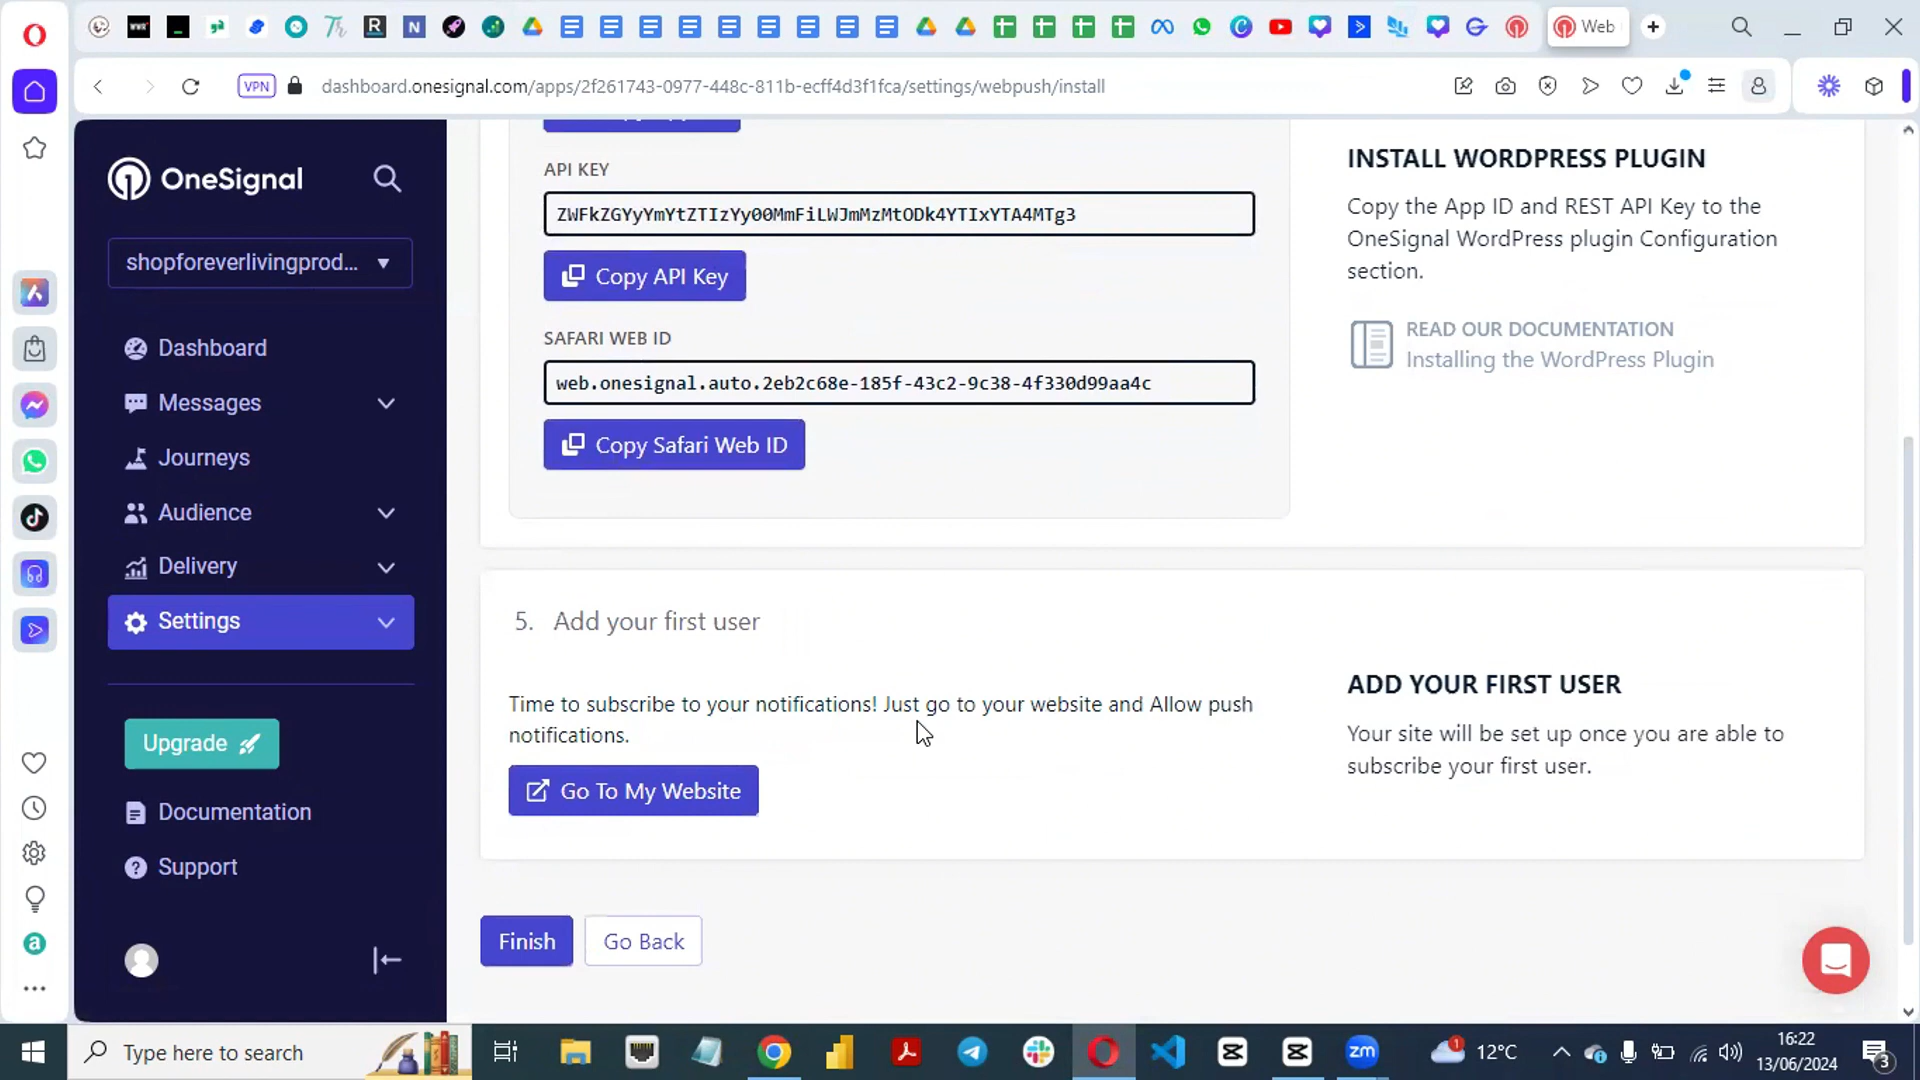 Web
VPN
dashboard.onesignal.com/apps/2f261743-0977-448c-811b-ecff4d3f1fca/settings/webpush/install
OneSignal
shopforeverlivingprod...
Dashboard
Messages
Journeys
Audience
Delivery
Settings
Upgrade
Documentation
Support
API KEY
ZWFkZGYyYmYtZTIzYy00MmFiLWJmMzMtODk4YTIxYTA4MTg3
Copy API Key
SAFARI WEB ID
web.onesignal.auto.2eb2c68e-185f-43c2-9c38-4f330d99aa4c
Copy Safari Web ID
INSTALL WORDPRESS PLUGIN
Copy the App ID and REST API Key to the
OneSignal WordPress plugin Configuration
section.
READ OUR DOCUMENTATION
Installing the WordPress Plugin
5. Add your first user
Time to subscribe to your notifications! Just go to your website and Allow push
notifications.
Go To My Website
ADD YOUR FIRST USER
Your site will be set up once you are able to
subscribe your first user.
Finish
Go Back
Type here to search
zm
1
12°C
16:22
13/06/2024
3